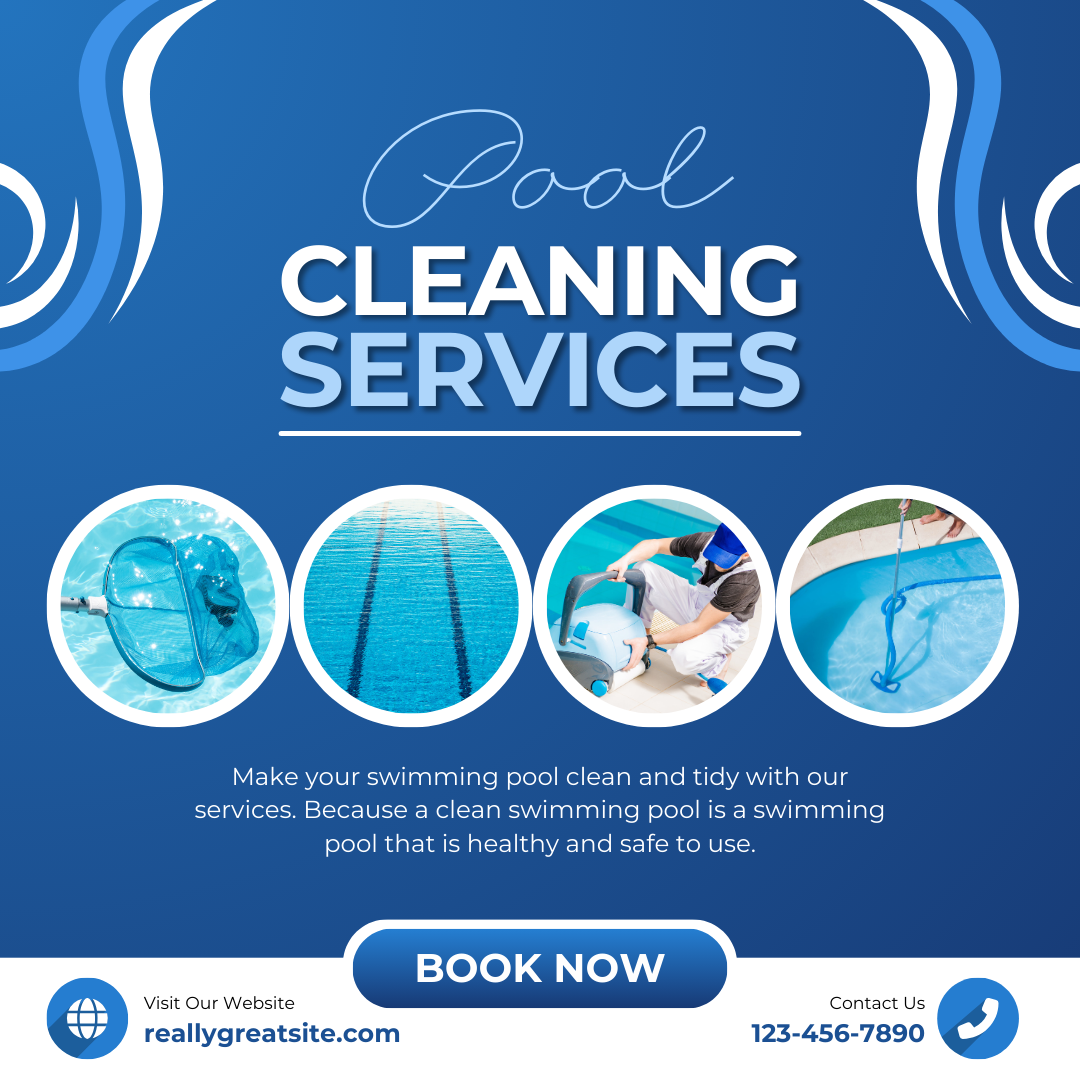 Pool
CLEANING
SERVICES
Make your swimming pool clean and tidy with our
services. Because a clean swimming pool is a swimming
pool that is healthy and safe to use.
BOOK NOW
Visit Our Website
reallygreatsite.com
Contact Us
123-456-7890